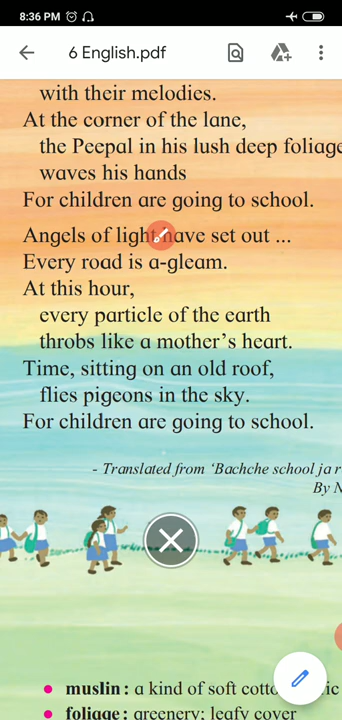 8:36 PM
6 English.pdf
with their melodies.
At the corner of the lane,
the Peepal in his lush deep foliage
waves his hands
For children are going to school.
Angels of light have set out ...
Every road is a-gleam.
At this hour,
every particle of the earth
throbs like a mother's heart.
Time, sitting on an old roof,
flies pigeons in the sky.
For children are going to school.
- Translated from 'Bachche school ja r
By N
• muslin : a kind of soft cotto ic
• foliage : greenery; leafy cover